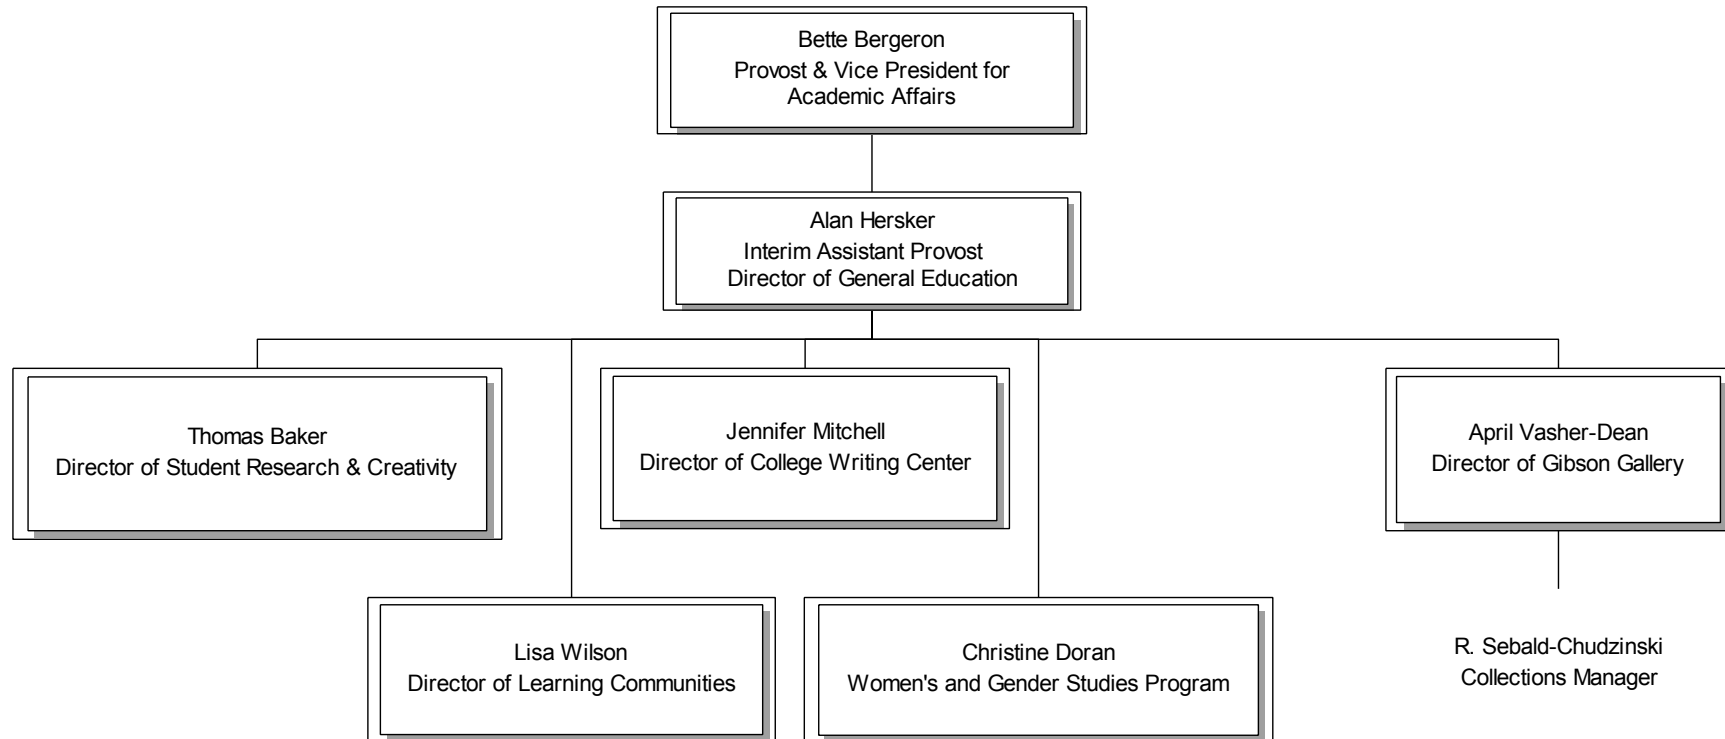 Bette Bergeron
Provost & Vice President for
Academic Affairs
Alan Hersker
Interim Assistant Provost
Director of General Education
Thomas Baker
Director of Student Research & Creativity
Jennifer Mitchell
Director of College Writing Center
April Vasher-Dean
Director of Gibson Gallery
Lisa Wilson
Director of Learning Communities
Christine Doran
Women's and Gender Studies Program
R. Sebald-Chudzinski
Collections Manager